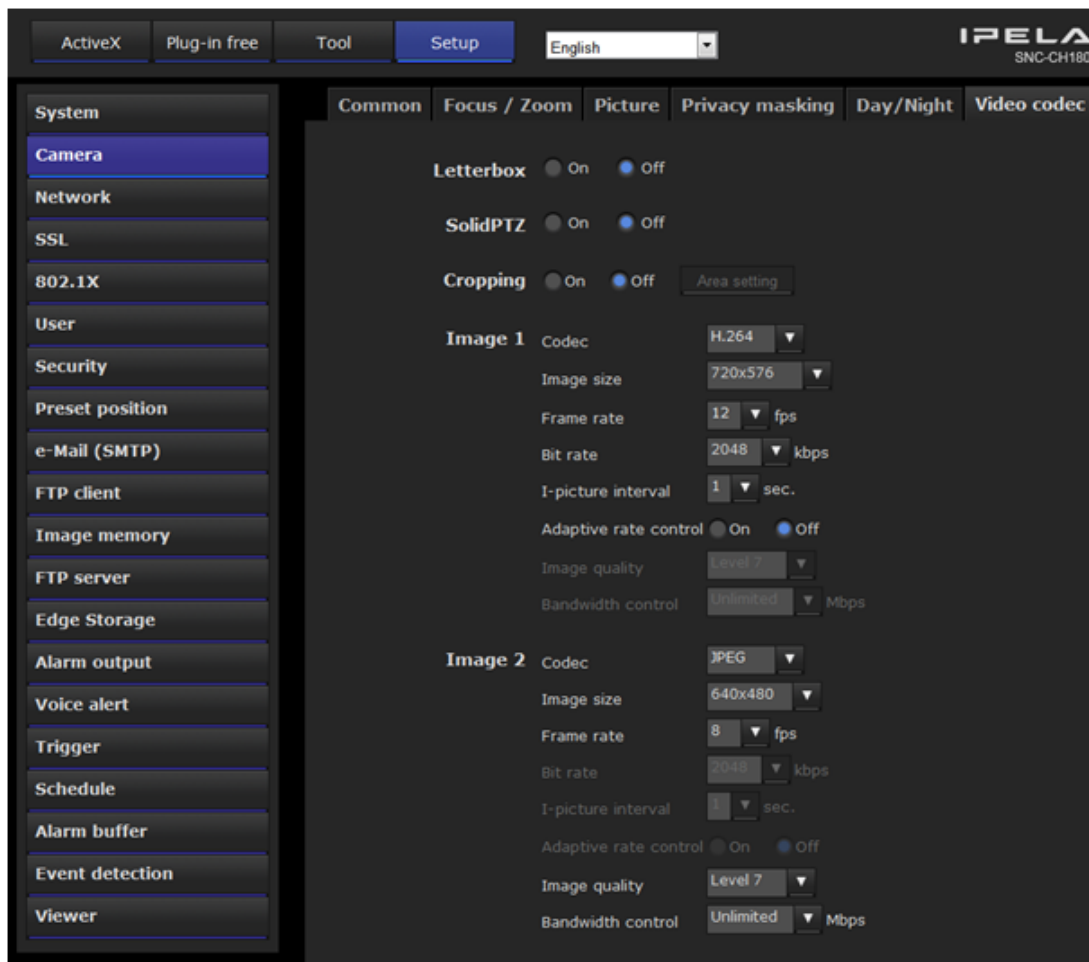 ActiveX Plug-in free Tool Setup English IPELA
SNC-CH180
Common Focus / Zoom Picture Privacy masking Day/Night Video codec
System
Camera
Network
SSL
802.1X
User
Security
Preset position
e-Mail (SMTP)
FTP client
Image memory
FTP server
Edge Storage
Alarm output
Voice alert
Trigger
Schedule
Alarm buffer
Event detection
Viewer
Letterbox On Off
SolidPTZ On Off
Cropping On Off Area setting
Image 1 Codec H.264
Image size 720x576
Frame rate 12 fps
Bit rate 2048 kbps
I-picture interval 1 sec.
Adaptive rate control On Off
Image quality Level 7
Bandwidth control Unlimited Mbps
Image 2 Codec JPEG
Image size 640x480
Frame rate 8 fps
Bit rate 2048 kbps
I-picture interval 1 sec.
Adaptive rate control On Off
Image quality Level 7
Bandwidth control Unlimited Mbps